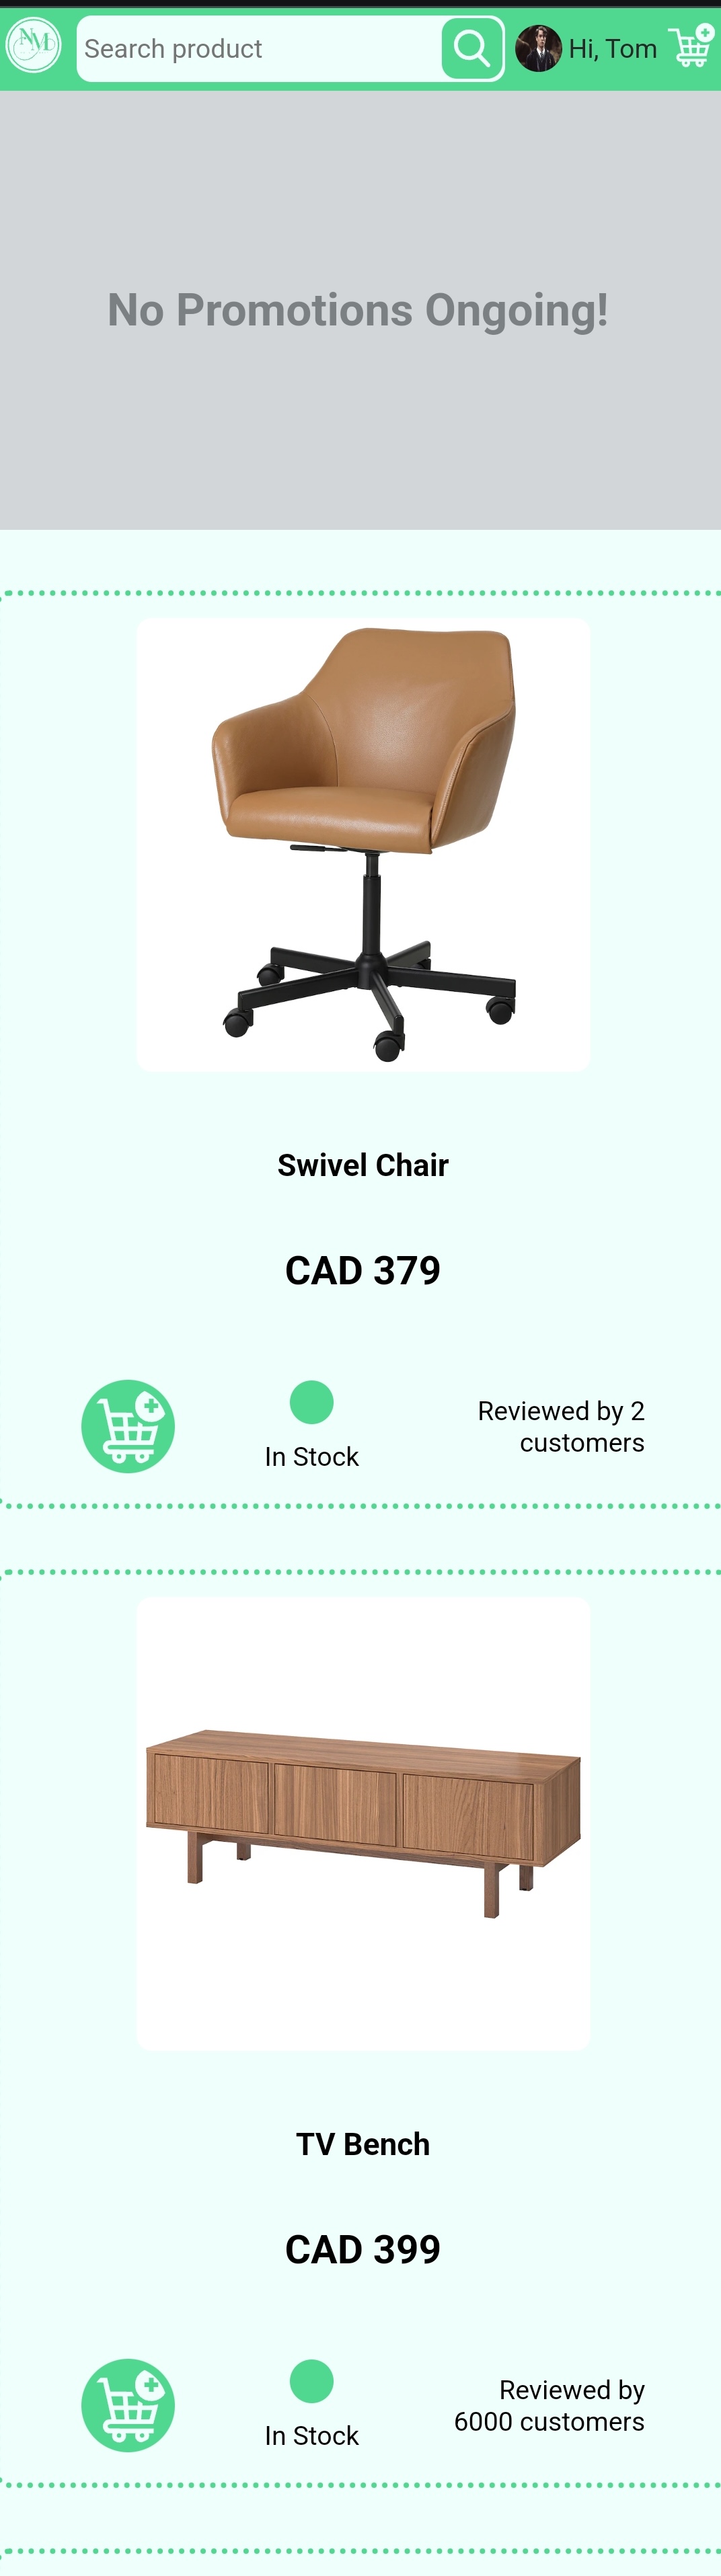 NMD
Search product
Hi, Tom
No Promotions Ongoing!
Swivel Chair
CAD 379
In Stock
Reviewed by 2
customers
TV Bench
CAD 399
In Stock
Reviewed by
6000 customers